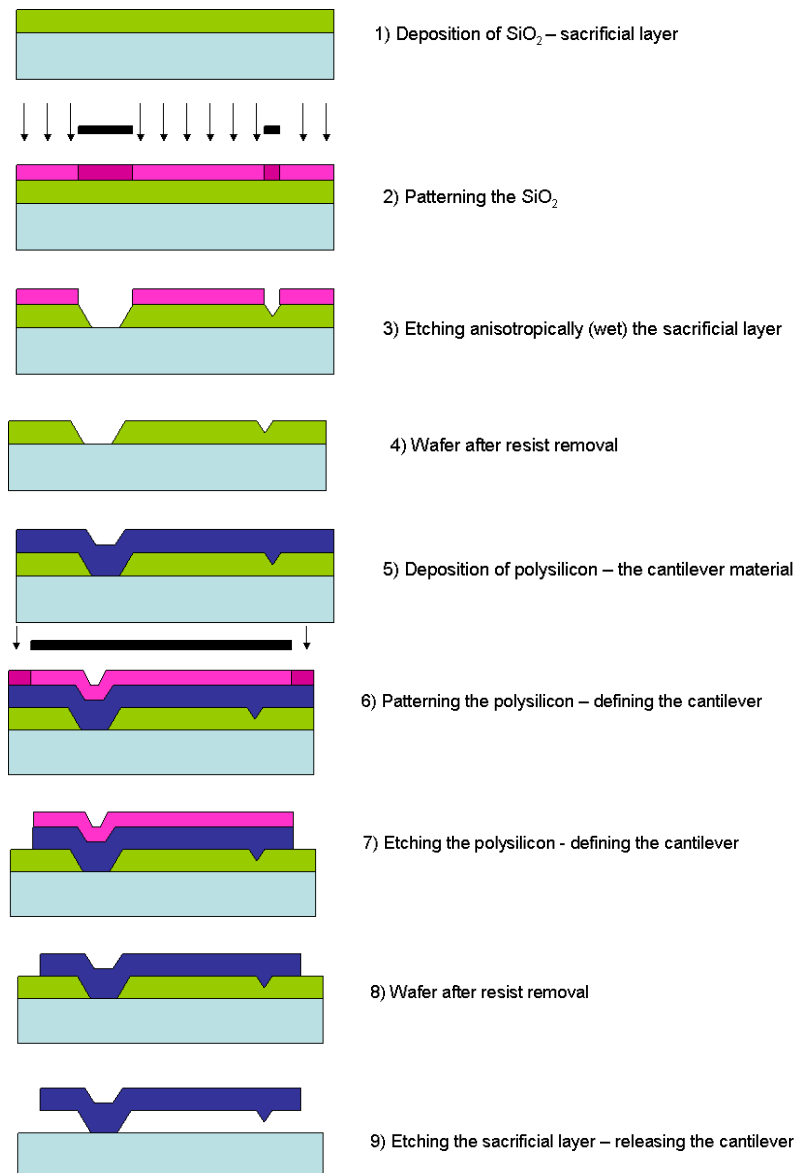 1) Deposition of SiO₂ – sacrificial layer
2) Patterning the SiO₂
3) Etching anisotropically (wet) the sacrificial layer
4) Wafer after resist removal
5) Deposition of polysilicon – the cantilever material
6) Patterning the polysilicon – defining the cantilever
7) Etching the polysilicon - defining the cantilever
8) Wafer after resist removal
9) Etching the sacrificial layer – releasing the cantilever